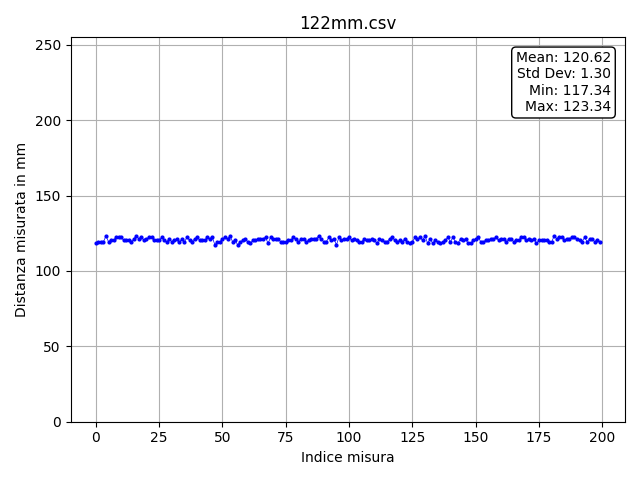 122mm.csv
Mean: 120.62
Std Dev: 1.30
Min: 117.34
Max: 123.34
Distanza misurata in mm
250
200
150
100
50
0
0 25 50 75 100 125 150 175 200
Indice misura